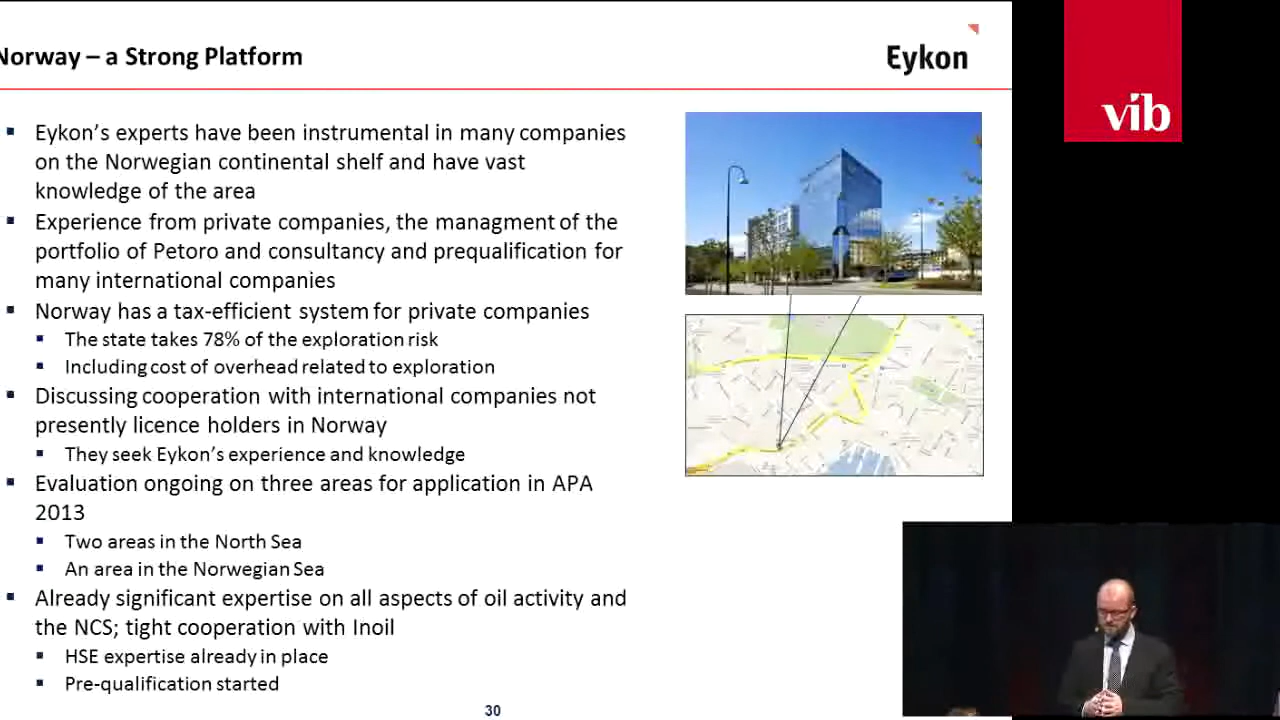 Norway – a Strong Platform
Eykon
vib
Eykon's experts have been instrumental in many companies
on the Norwegian continental shelf and have vast
knowledge of the area
Experience from private companies, the managment of the
portfolio of Petoro and consultancy and prequalification for
many international companies
Norway has a tax-efficient system for private companies
The state takes 78% of the exploration risk
Including cost of overhead related to exploration
Discussing cooperation with international companies not
presently licence holders in Norway
They seek Eykon's experience and knowledge
Evaluation ongoing on three areas for application in APA
2013
Two areas in the North Sea
An area in the Norwegian Sea
Already significant expertise on all aspects of oil activity and
the NCS; tight cooperation with Inoil
HSE expertise already in place
Pre-qualification started
30